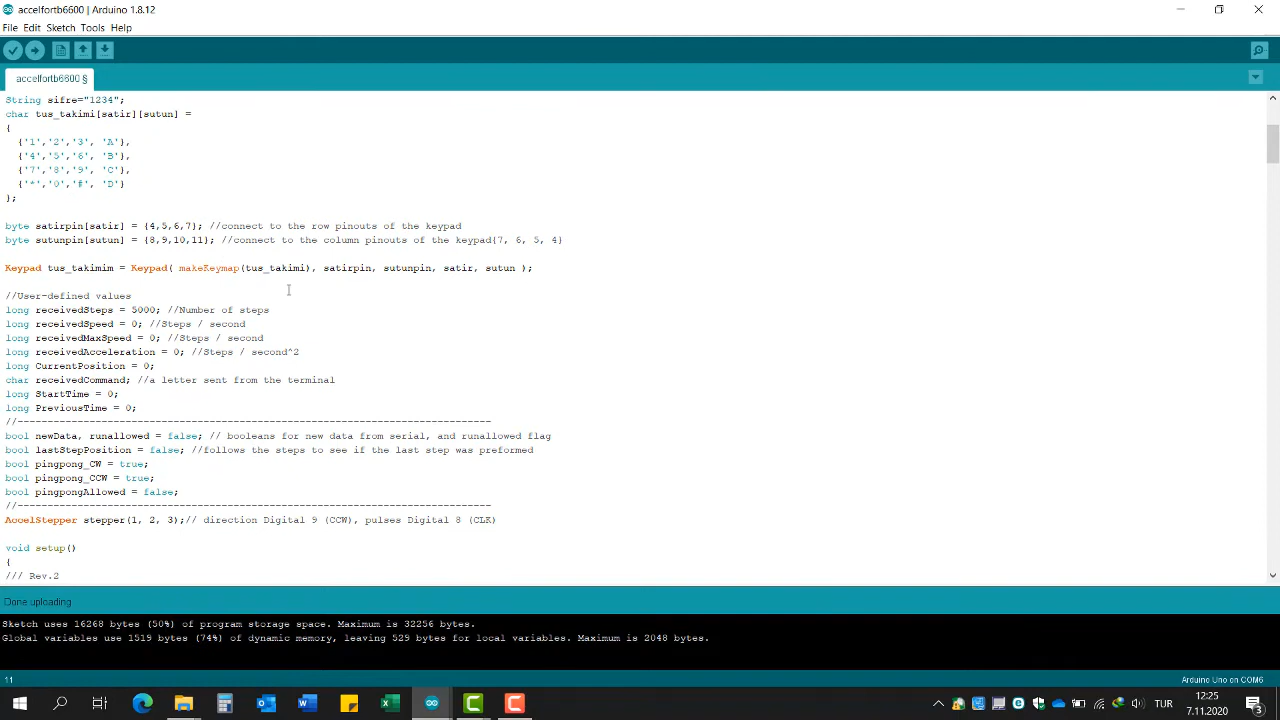 accelfortb6600 | Arduino 1.8.12
File Edit Sketch Tools Help
accelfortb6600 §
String sifre="1234";
char tus_takimi[satir][sutun] =
{
{'1','2','3', 'A'},
{'4','5','6', 'B'},
{'7','8','9', 'C'},
{'*','0','#', 'D'}
};
byte satirpin[satir] = {4,5,6,7}; //connect to the row pinouts of the keypad
byte sutunpin[sutun] = {8,9,10,11}; //connect to the column pinouts of the keypad{7, 6, 5, 4}
Keypad tus_takimim = Keypad( makeKeymap(tus_takimi), satirpin, sutunpin, satir, sutun );
//User-defined values
long receivedSteps = 5000; //Number of steps
long receivedSpeed = 0; //Steps / second
long receivedMaxSpeed = 0; //Steps / second
long receivedAcceleration = 0; //Steps / second^2
long CurrentPosition = 0;
char receivedCommand; //a letter sent from the terminal
long StartTime = 0;
long PreviousTime = 0;
//-------------------------------------------------------------------------------
bool newData, runallowed = false; // booleans for new data from serial, and runallowed flag
bool lastStepPosition = false; //follows the steps to see if the last step was preformed
bool pingpong_CW = true;
bool pingpong_CCW = true;
bool pingpongAllowed = false;
//-------------------------------------------------------------------------------
AccelStepper stepper(1, 2, 3);// direction Digital 9 (CCW), pulses Digital 8 (CLK)
void setup()
{
/// Rev.2
Done uploading
Sketch uses 16268 bytes (50%) of program storage space. Maximum is 32256 bytes.
Global variables use 1519 bytes (74%) of dynamic memory, leaving 529 bytes for local variables. Maximum is 2048 bytes.
11 Arduino Uno on COM6
TUR 12:25
7.11.2020 3